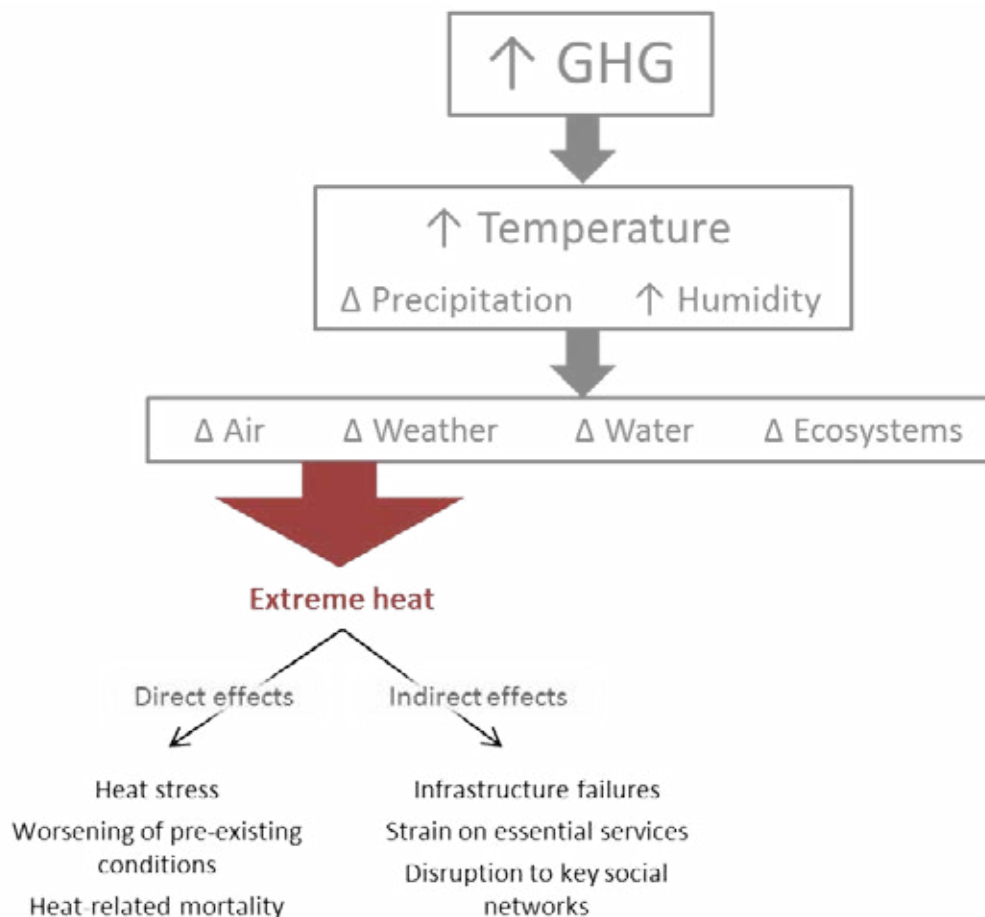 ↑ GHG
↑ Temperature
Δ Precipitation ↑ Humidity
Δ Air Δ Weather Δ Water Δ Ecosystems
Extreme heat
Direct effects Indirect effects
Heat stress
Worsening of pre-existing
conditions
Heat-related mortality
Infrastructure failures
Strain on essential services
Disruption to key social
networks